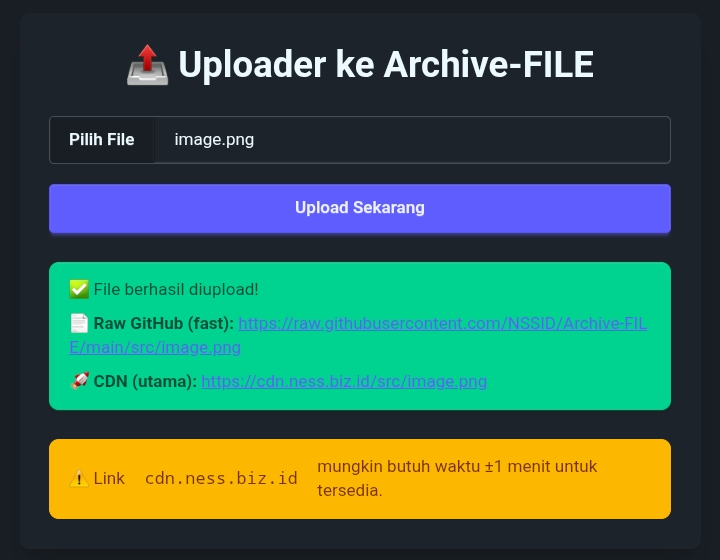 📤 Uploader ke Archive-FILE
Pilih File image.png
Upload Sekarang
✅ File berhasil diupload!
📄 Raw GitHub (fast): https://raw.githubusercontent.com/NSSID/Archive-FIL
E/main/src/image.png
🚀 CDN (utama): https://cdn.ness.biz.id/src/image.png
⚠️ Link cdn.ness.biz.id mungkin butuh waktu ±1 menit untuk
tersedia.